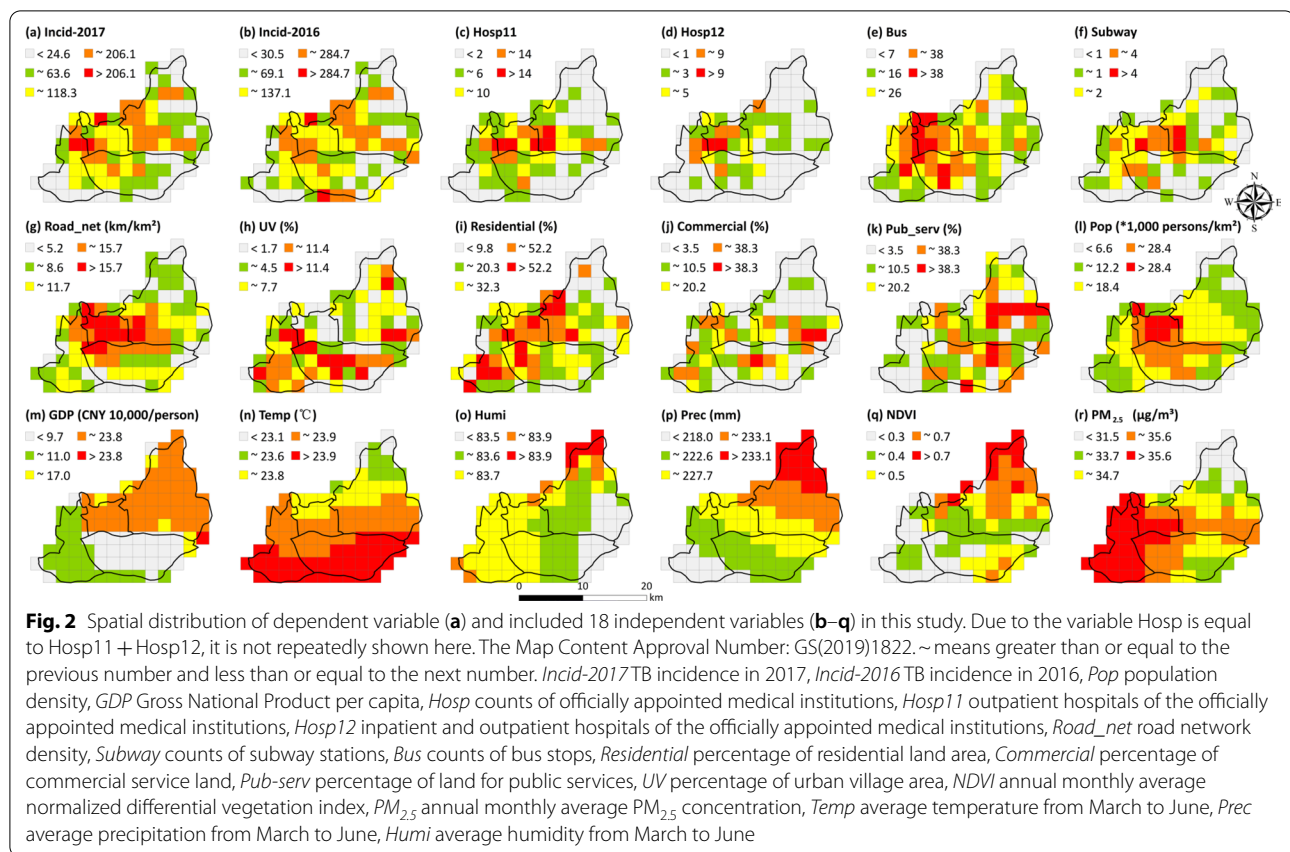 (a) Incid-2017
< 24.6 ~ 206.1
~ 63.6 > 206.1
~ 118.3
(b) Incid-2016
< 30.5 ~ 284.7
~ 69.1 > 284.7
~ 137.1
(c) Hosp11
< 2 ~ 14
~ 6 > 14
~ 10
(d) Hosp12
< 1 ~ 9
~ 3 > 9
~ 5
(e) Bus
< 7 ~ 38
~ 16 > 38
~ 26
(f) Subway
< 1 ~ 4
~ 1 > 4
~ 2
N
W E
S
(g) Road_net (km/km²)
< 5.2 ~ 15.7
~ 8.6 > 15.7
~ 11.7
(h) UV (%)
< 1.7 ~ 11.4
~ 4.5 > 11.4
~ 7.7
(i) Residential (%)
< 9.8 ~ 52.2
~ 20.3 > 52.2
~ 32.3
(j) Commercial (%)
< 3.5 ~ 38.3
~ 10.5 > 38.3
~ 20.2
(k) Pub_serv (%)
< 3.5 ~ 38.3
~ 10.5 > 38.3
~ 20.2
(l) Pop (*1,000 persons/km²)
< 6.6 ~ 28.4
~ 12.2 > 28.4
~ 18.4
(m) GDP (CNY 10,000/person)
< 9.7 ~ 23.8
~ 11.0 > 23.8
~ 17.0
(n) Temp (℃)
< 23.1 ~ 23.9
~ 23.6 > 23.9
~ 23.8
(o) Humi (%)
< 83.5 ~ 83.9
~ 83.6 > 83.9
~ 83.7
(p) Prec (mm)
< 218.0 ~ 233.1
~ 222.6 > 233.1
~ 227.7
(q) NDVI
< 0.3 ~ 0.7
~ 0.4 > 0.7
~ 0.5
(r) PM2.5 (μg/m³)
< 31.5 ~ 35.6
~ 33.7 > 35.6
~ 34.7
0 10 20
km
Fig. 2 Spatial distribution of dependent variable (a) and included 18 independent variables (b–q) in this study. Due to the variable Hosp is equal
to Hosp11 + Hosp12, it is not repeatedly shown here. The Map Content Approval Number: GS(2019)1822. ~ means greater than or equal to the
previous number and less than or equal to the next number. Incid-2017 TB incidence in 2017, Incid-2016 TB incidence in 2016, Pop population
density, GDP Gross National Product per capita, Hosp counts of officially appointed medical institutions, Hosp11 outpatient hospitals of the officially
appointed medical institutions, Hosp12 inpatient and outpatient hospitals of the officially appointed medical institutions, Road_net road network
density, Subway counts of subway stations, Bus counts of bus stops, Residential percentage of residential land area, Commercial percentage of
commercial service land, Pub-serv percentage of land for public services, UV percentage of urban village area, NDVI annual monthly average
normalized differential vegetation index, PM2.5 annual monthly average PM2.5 concentration, Temp average temperature from March to June, Prec
average precipitation from March to June, Humi average humidity from March to June